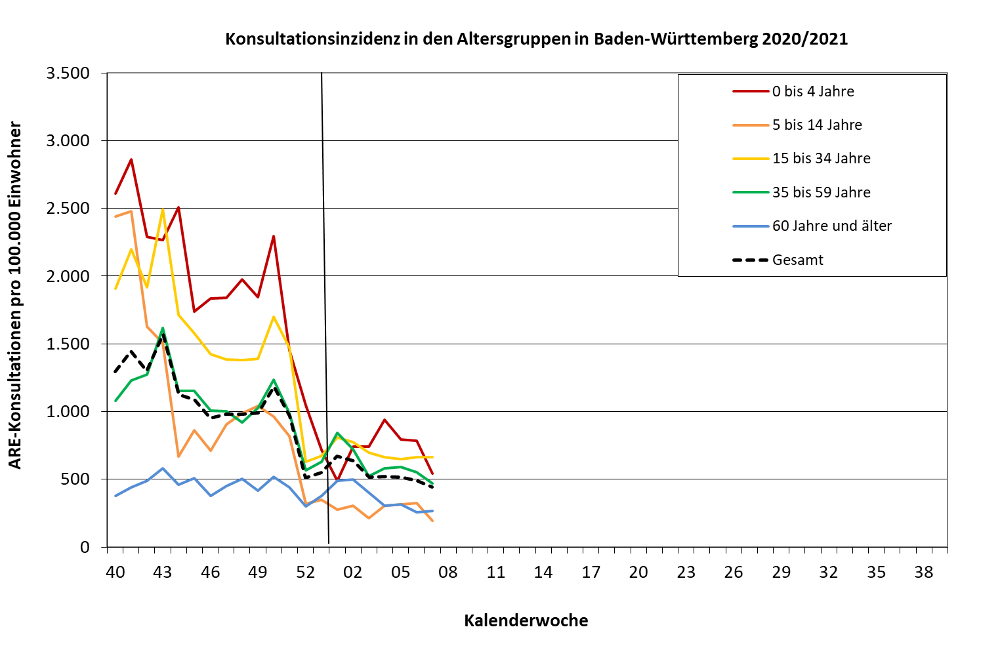 Konsultationsinzidenz in den Altersgruppen in Baden-Württemberg 2020/2021
ARE-Konsultationen pro 100.000 Einwohner
3.500
3.000
2.500
2.000
1.500
1.000
500
0
0 bis 4 Jahre
5 bis 14 Jahre
15 bis 34 Jahre
35 bis 59 Jahre
60 Jahre und älter
Gesamt
40 43 46 49 52 02 05 08 11 14 17 20 23 26 29 32 35 38
Kalenderwoche